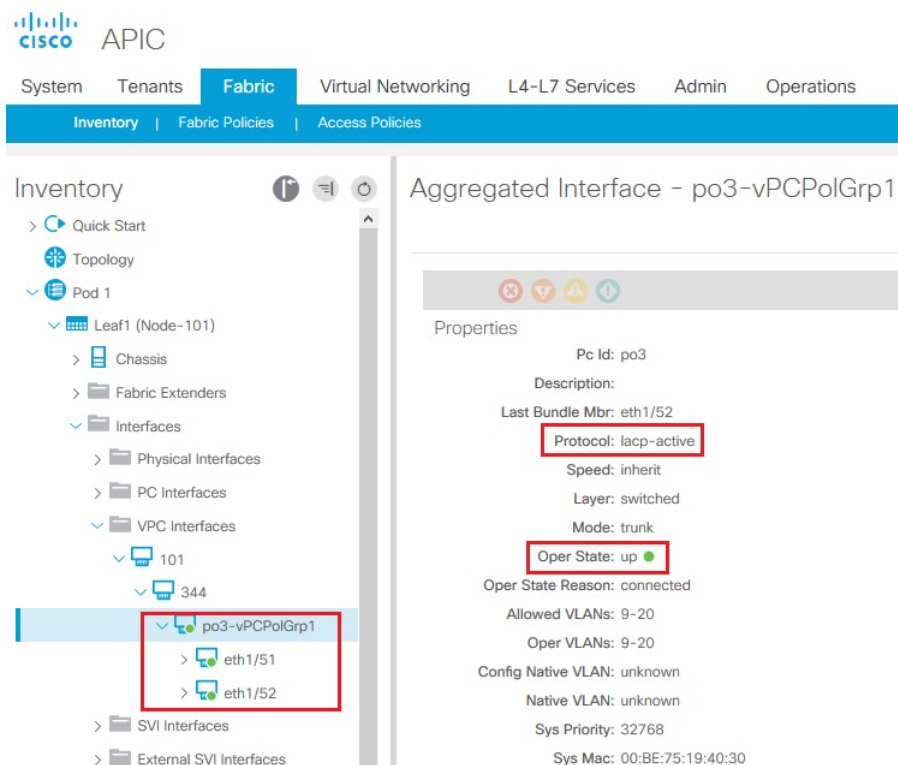 CISCO APIC
System Tenants Fabric Virtual Networking L4-L7 Services Admin Operations
Inventory | Fabric Policies | Access Policies
Inventory
Quick Start
Topology
Pod 1
Leaf1 (Node-101)
Chassis
Fabric Extenders
Interfaces
Physical Interfaces
PC Interfaces
VPC Interfaces
101
344
po3-vPCPolGrp1
eth1/51
eth1/52
SVI Interfaces
External SVI Interfaces
Aggregated Interface - po3-vPCPolGrp1
Properties
Pc Id: po3
Description:
Last Bundle Mbr: eth1/52
Protocol: lacp-active
Speed: inherit
Layer: switched
Mode: trunk
Oper State: up
Oper State Reason: connected
Allowed VLANs: 9-20
Oper VLANs: 9-20
Config Native VLAN: unknown
Native VLAN: unknown
Sys Priority: 32768
Sys Mac: 00:BE:75:19:40:30